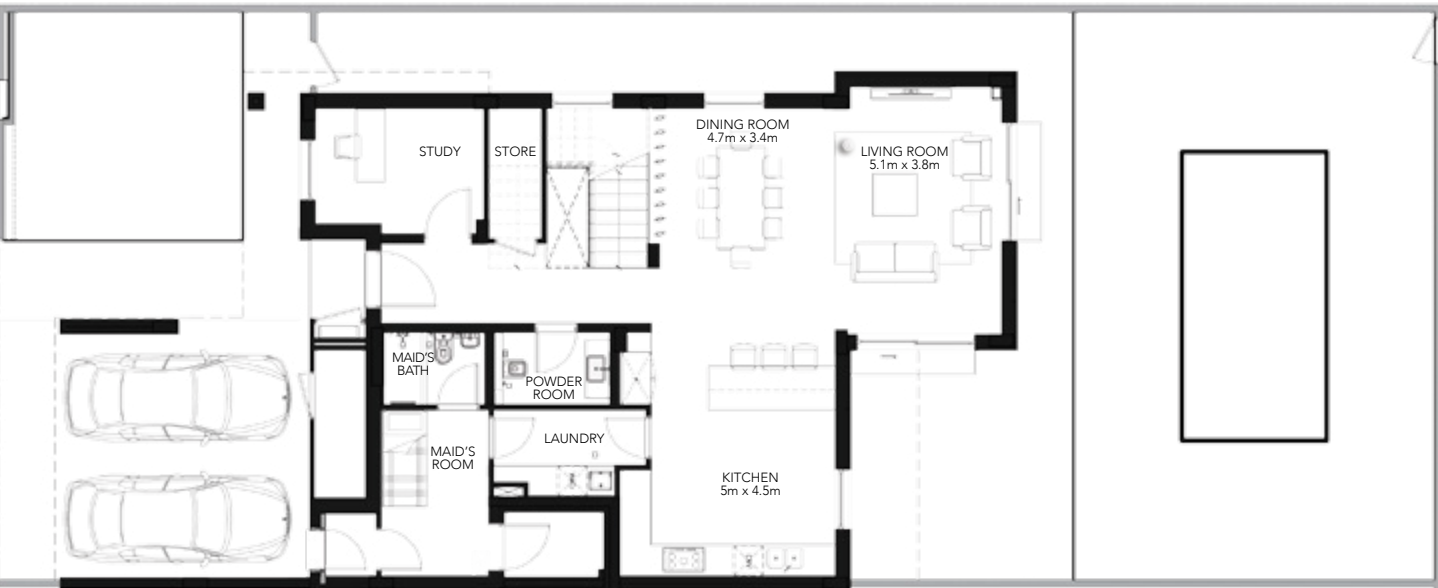 DINING ROOM
4.7m x 3.4m
STUDY
STORE
LIVING ROOM
5.1m x 3.8m
MAID'S
BATH
POWDER
ROOM
LAUNDRY
MAID'S
ROOM
KITCHEN
5m x 4.5m